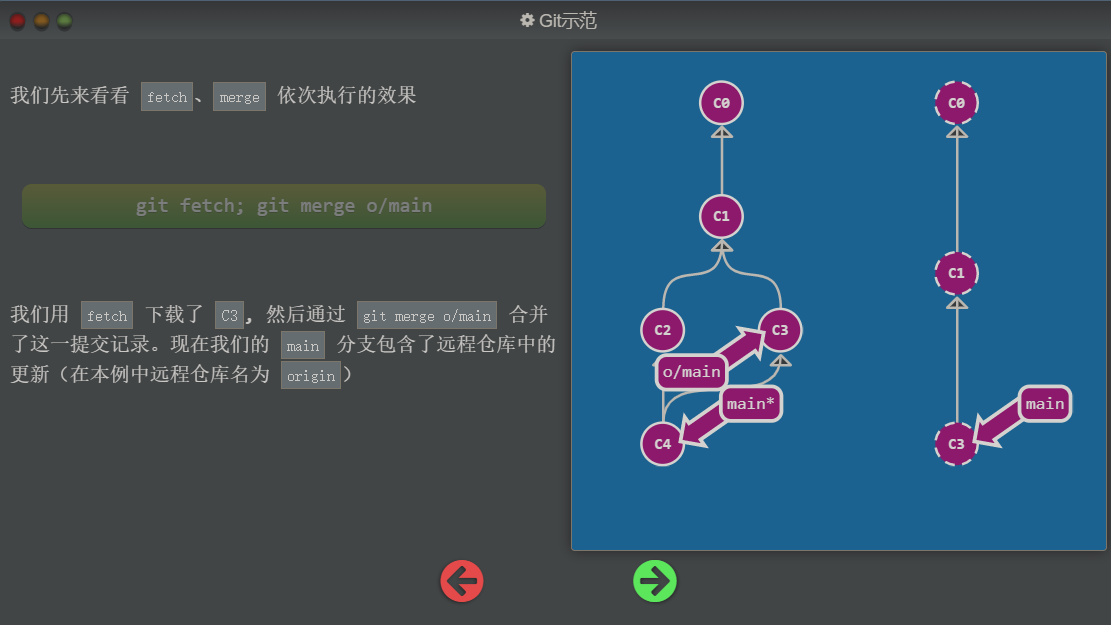 Git示范
我们先来看看 fetch、merge 依次执行的效果
git fetch; git merge o/main
我们用 fetch 下载了 C3, 然后通过 git merge o/main 合并
了这一提交记录。现在我们的 main 分支包含了远程仓库中的
更新（在本例中远程仓库名为 origin）
C0
C1
C2
C3
o/main
main*
C4
C0
C1
main
C3